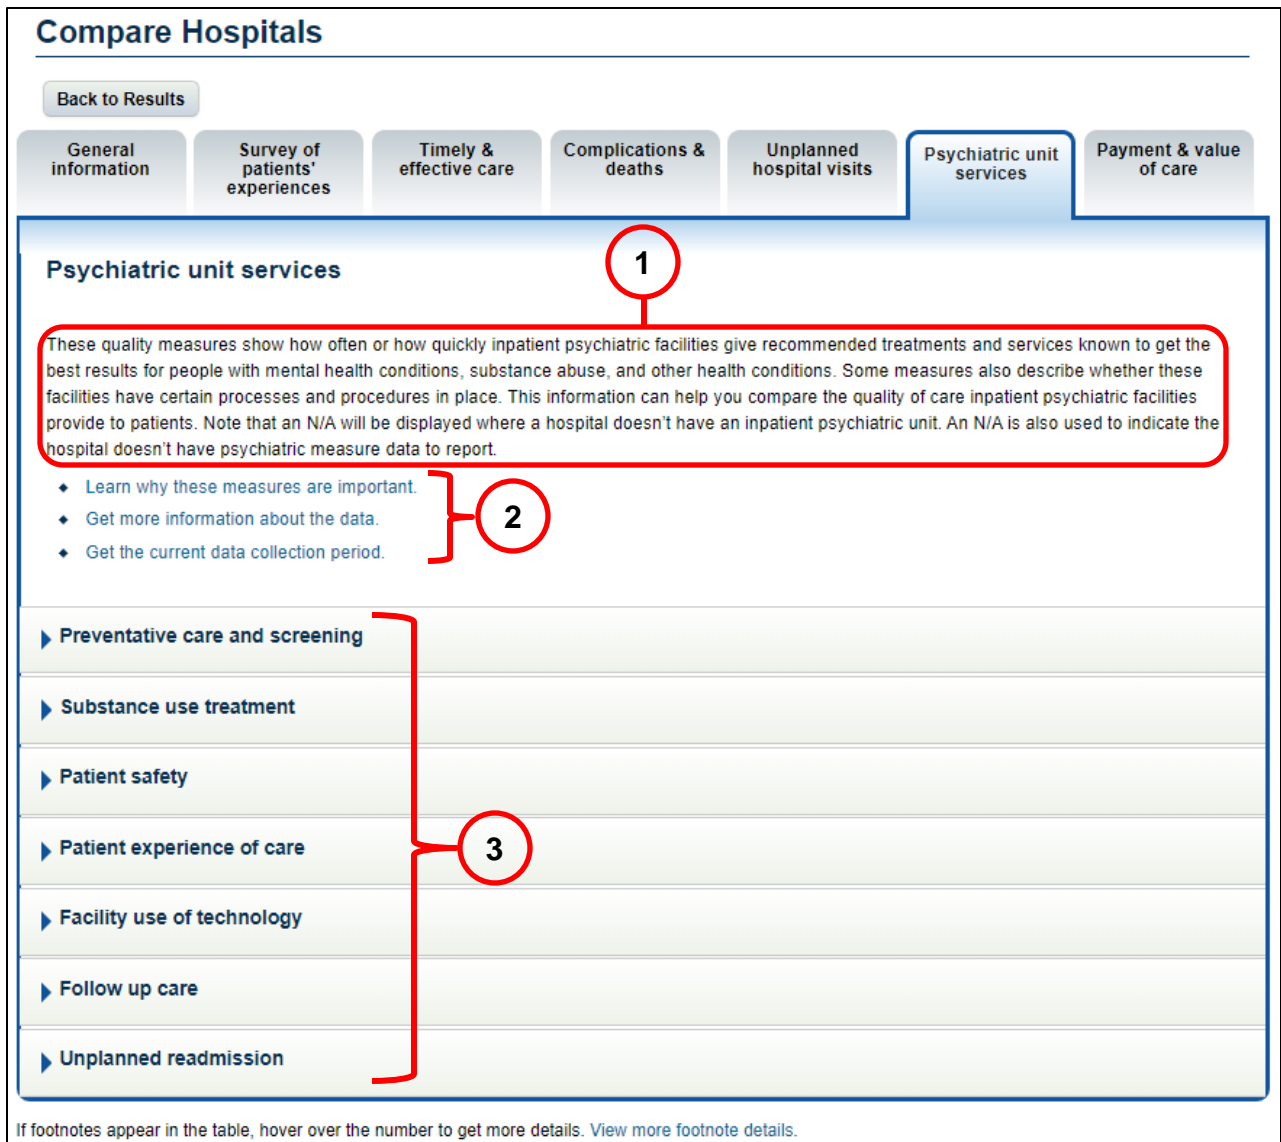 Compare Hospitals
Back to Results
General
information
Survey of
patients'
experiences
Timely &
effective care
Complications &
deaths
Unplanned
hospital visits
Psychiatric unit
services
Payment & value
of care
Psychiatric unit services
1
These quality measures show how often or how quickly inpatient psychiatric facilities give recommended treatments and services known to get the
best results for people with mental health conditions, substance abuse, and other health conditions. Some measures also describe whether these
facilities have certain processes and procedures in place. This information can help you compare the quality of care inpatient psychiatric facilities
provide to patients. Note that an N/A will be displayed where a hospital doesn't have an inpatient psychiatric unit. An N/A is also used to indicate the
hospital doesn't have psychiatric measure data to report.
Learn why these measures are important.
Get more information about the data.
Get the current data collection period.
2
Preventative care and screening
Substance use treatment
Patient safety
Patient experience of care
3
Facility use of technology
Follow up care
Unplanned readmission
If footnotes appear in the table, hover over the number to get more details. View more footnote details.